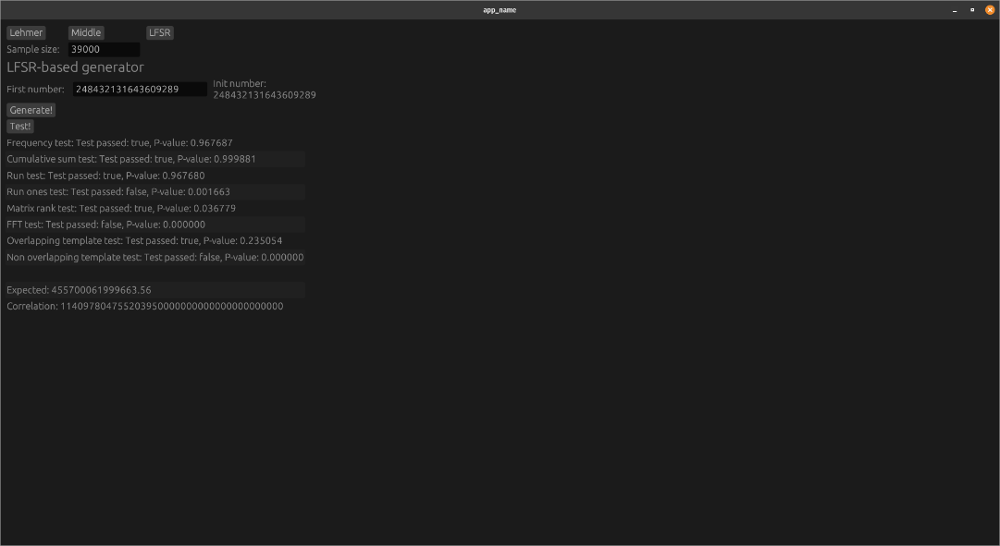 app_name
Lehmer Middle LFSR
Sample size: 39000
LFSR-based generator
First number: 248432131643609289 Init number:
248432131643609289
Generate!
Test!
Frequency test: Test passed: true, P-value: 0.967687
Cumulative sum test: Test passed: true, P-value: 0.999881
Run test: Test passed: true, P-value: 0.967680
Run ones test: Test passed: false, P-value: 0.001663
Matrix rank test: Test passed: true, P-value: 0.036779
FFT test: Test passed: false, P-value: 0.000000
Overlapping template test: Test passed: true, P-value: 0.235054
Non overlapping template test: Test passed: false, P-value: 0.000000
Expected: 455700061999663.56
Correlation: 114097804755203950000000000000000000000